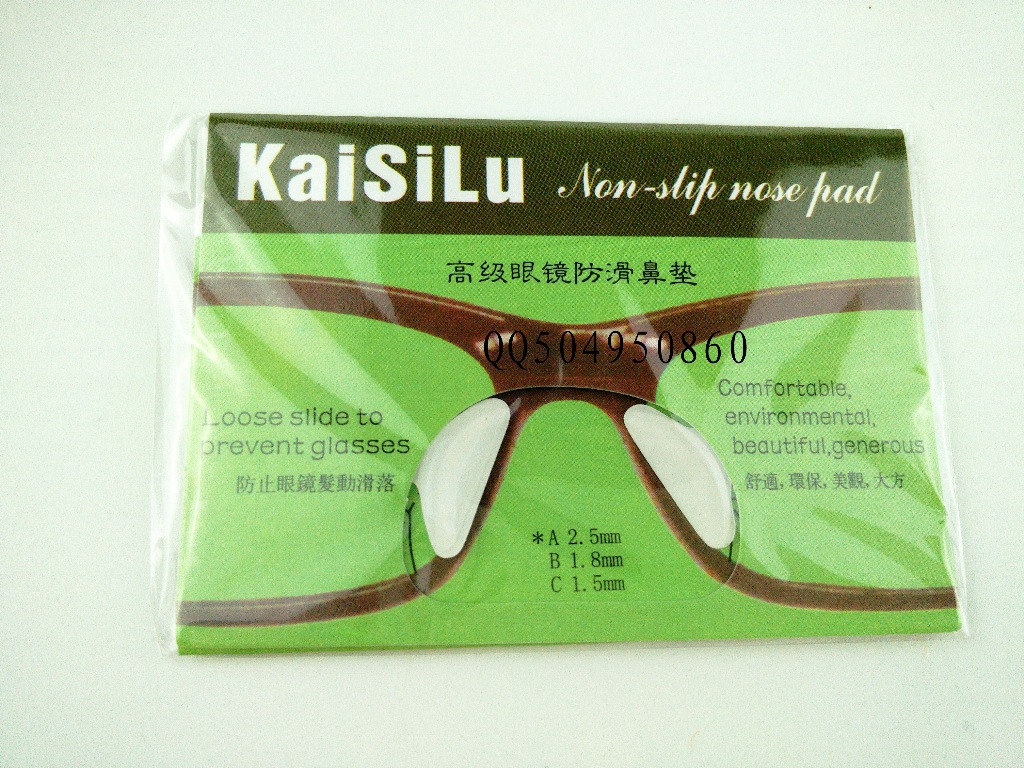 KaiSiLu Non-slip nose pad
高级眼镜防滑鼻垫
QQ504950860
Loose slide to
prevent glasses
防止眼鏡髮動滑落
Comfortable,
environmental,
beautiful,generous
舒適,環保,美觀,大方
*A 2.5mm
B 1.8mm
C 1.5mm